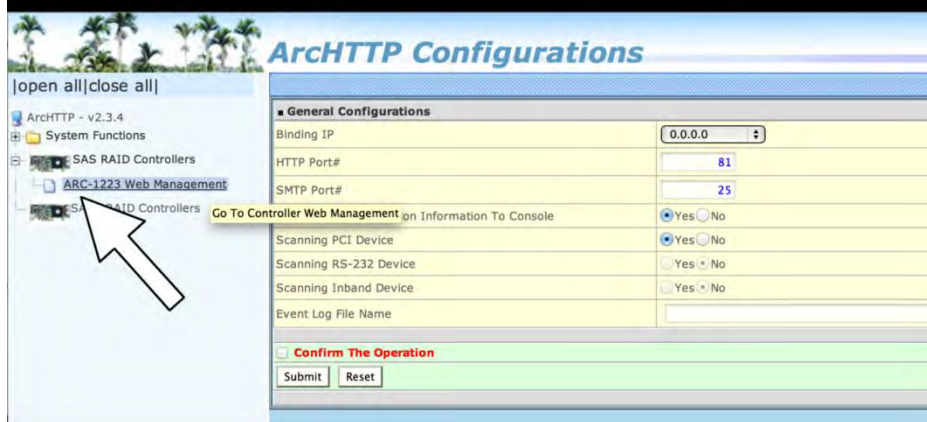 ArcHTTP Configurations
|open all|close all|
ArcHTTP - v2.3.4
System Functions
SAS RAID Controllers
ARC-1223 Web Management
RAID Controllers
Go To Controller Web Management
■ General Configurations
Binding IP 0.0.0.0
HTTP Port# 81
SMTP Port# 25
on Information To Console Yes No
Scanning PCI Device Yes No
Scanning RS-232 Device Yes No
Scanning Inband Device Yes No
Event Log File Name
Confirm The Operation
Submit Reset